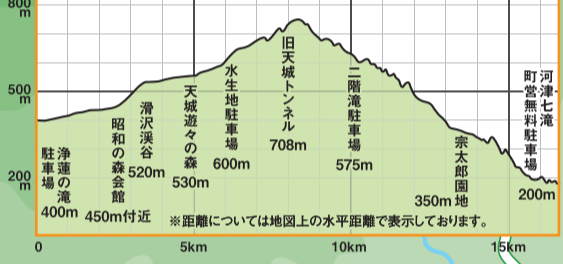 800
m
500
m
200
m
浄蓮の滝
駐車場
400m
昭和の森会館
450m付近
滑沢渓谷
520m
天城遊々の森
530m
水生地駐車場
600m
旧天城トンネル
708m
二階滝駐車場
575m
宗太郎園地
350m
河津七滝
町営無料駐車場
200m
※距離については地図上の水平距離で表示しております。
0
5km
10km
15km